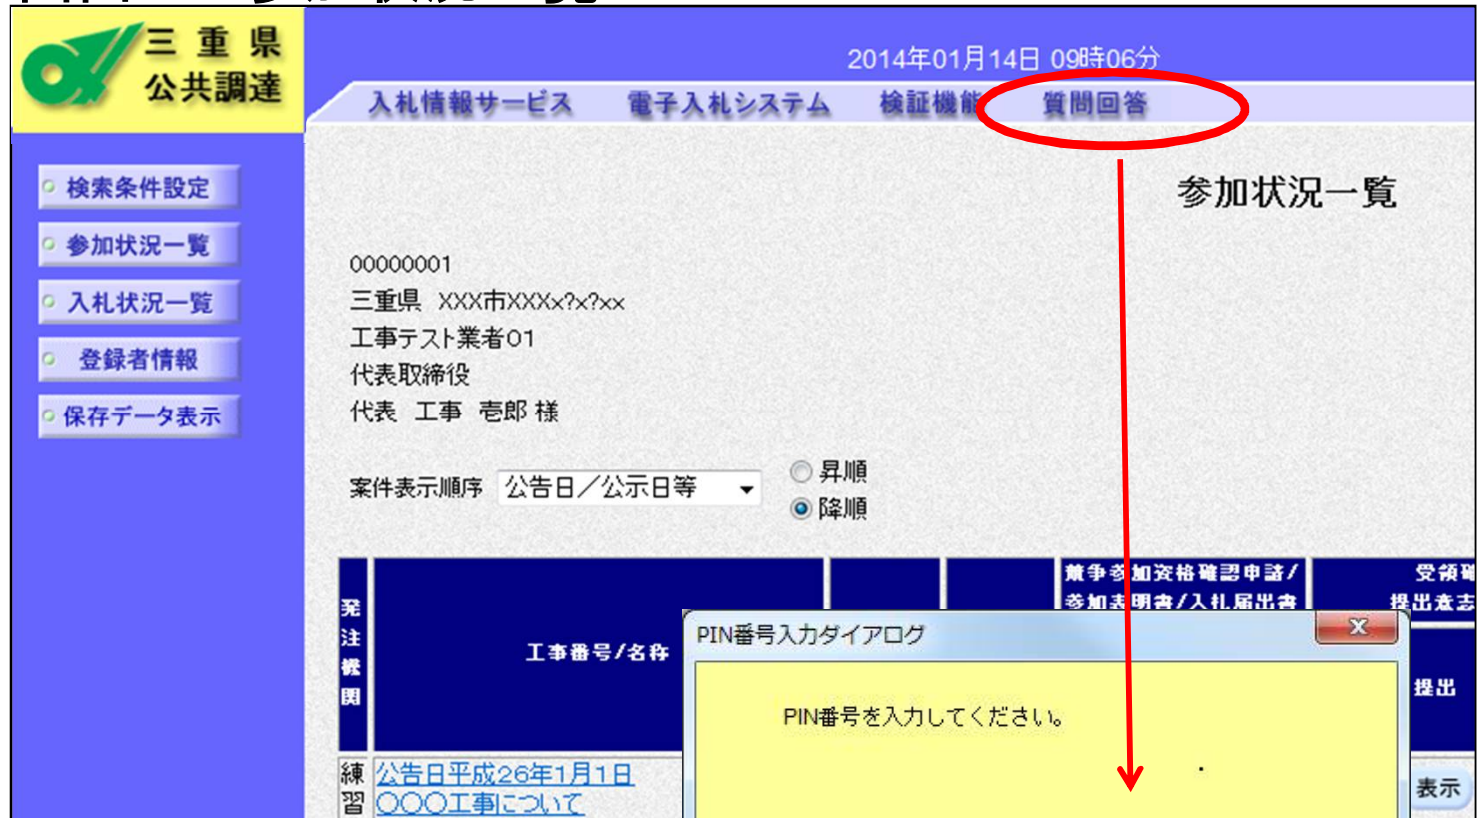 三重県
公共調達
2014年01月14日 09時06分
入札情報サービス 電子入札システム 検証機能 質問回答
検索条件設定
参加状況一覧
入札状況一覧
登録者情報
保存データ表示
参加状況一覧
00000001
三重県 XXX市XXXx?x?xx
工事テスト業者01
代表取締役
代表 工事 壱郎 様
案件表示順序 公告日／公示日等
昇順
降順
発注機関
工事番号/名称
競争参加資格確認申請/
参加表明書/入札届出書
受領確
提出意志
提出
PIN番号入力ダイアログ
PIN番号を入力してください。
練習
公告日平成26年1月1日
〇〇〇工事について
表示